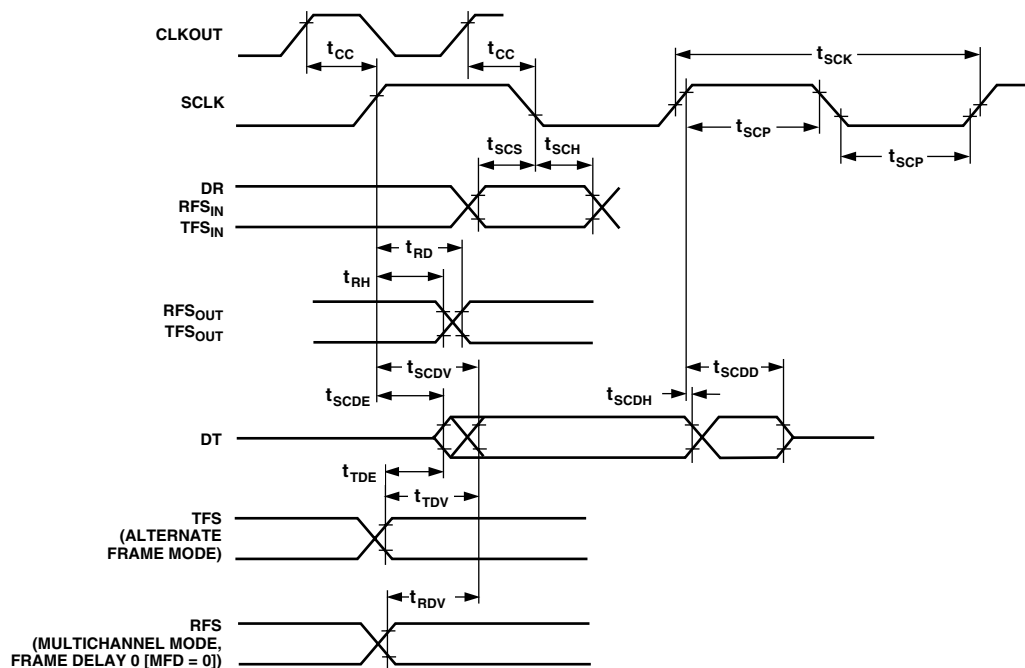 CLKOUT
tCC
tCC
tSCK
SCLK
tSCP
tSCP
tSCS
tSCH
DR
RFSIN
TFSIN
tRD
tRH
RFSOUT
TFSOUT
tSCDV
tSCDE
tSCDD
tSCDH
DT
tTDE
tTDV
TFS
(ALTERNATE
FRAME MODE)
tRDV
RFS
(MULTICHANNEL MODE,
FRAME DELAY 0 [MFD = 0])